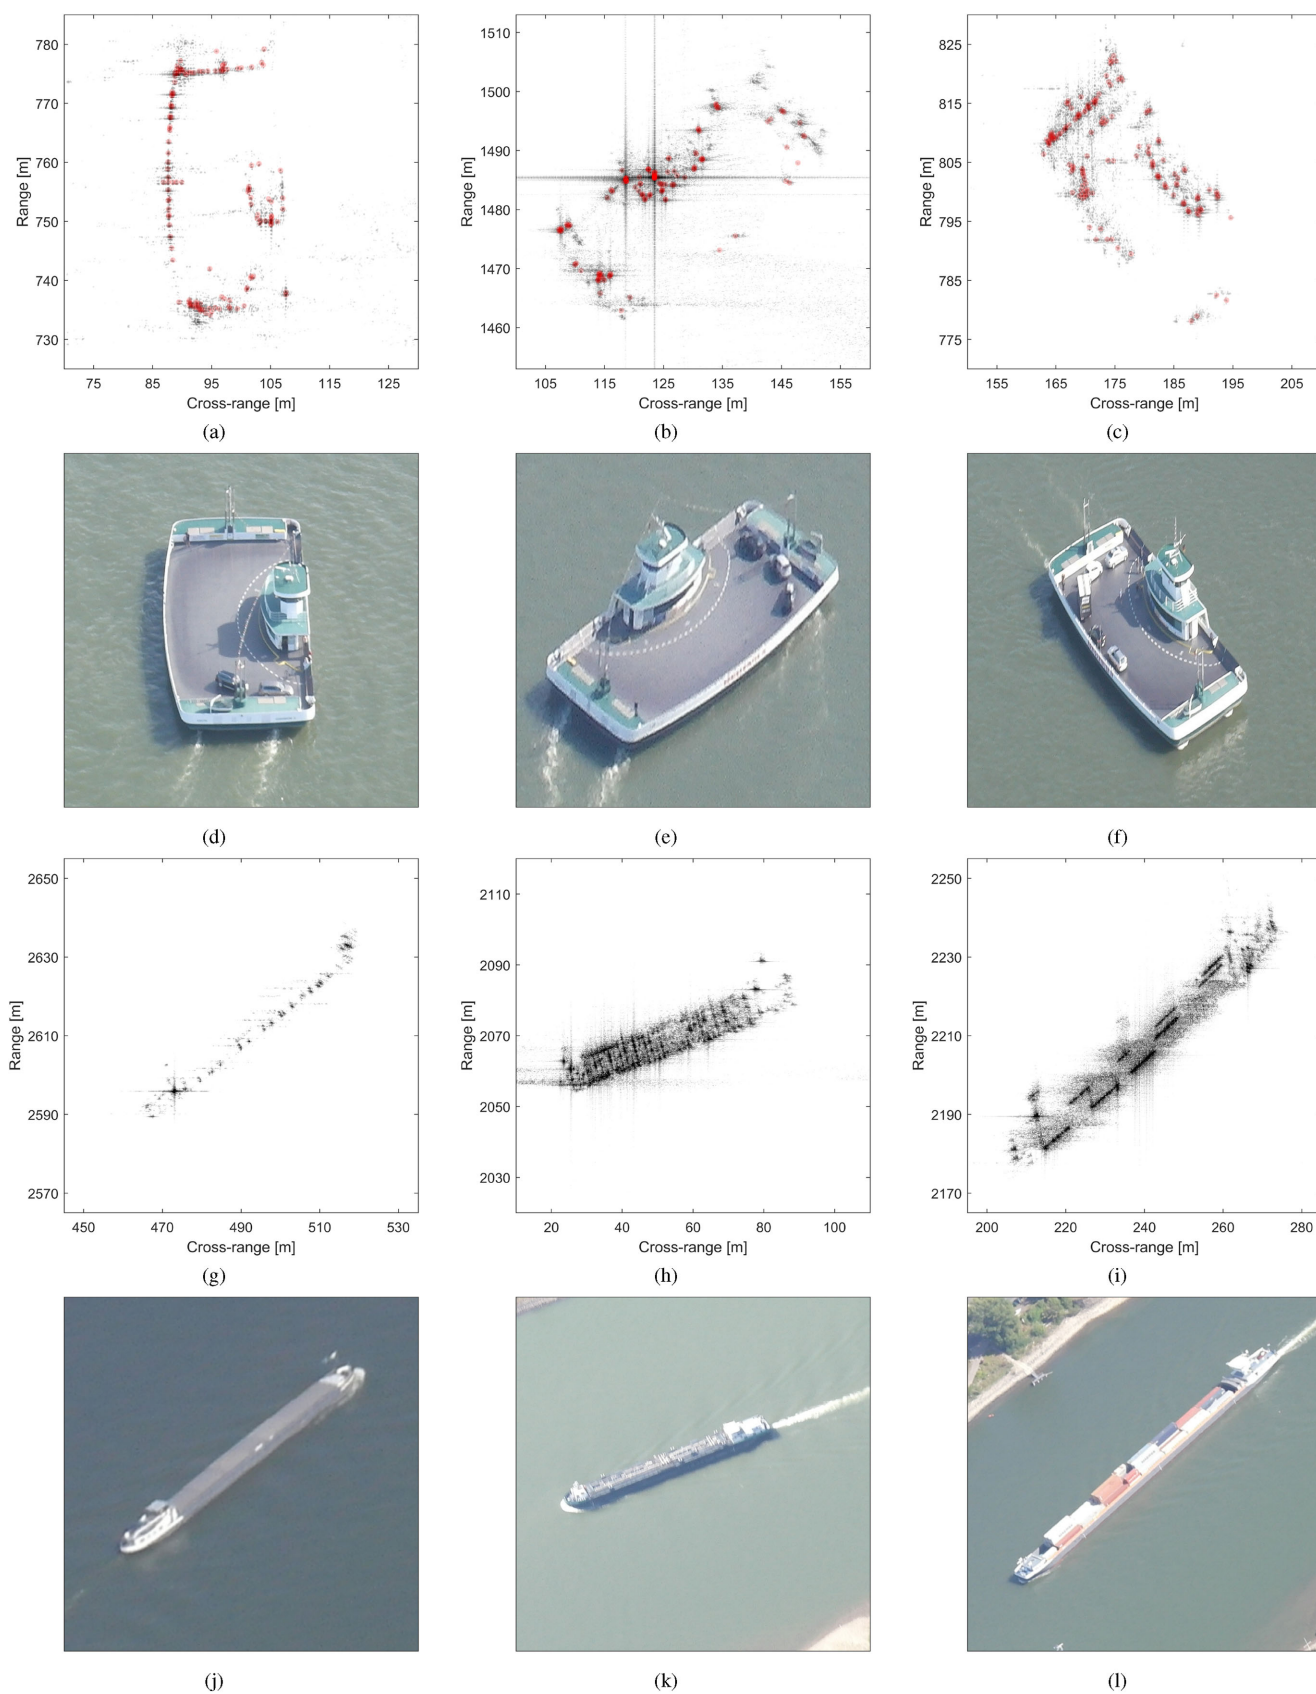 780
770
760
750
740
730
Range [m]
75 85 95 105 115 125
Cross-range [m]
(a)
1510
1500
1490
1480
1470
1460
Range [m]
105 115 125 135 145 155
Cross-range [m]
(b)
825
815
805
795
785
775
Range [m]
155 165 175 185 195 205
Cross-range [m]
(c)
(d)
(e)
(f)
2650
2630
2610
2590
2570
Range [m]
450 470 490 510 530
Cross-range [m]
(g)
2110
2090
2070
2050
2030
Range [m]
20 40 60 80 100
Cross-range [m]
(h)
2250
2230
2210
2190
2170
Range [m]
200 220 240 260 280
Cross-range [m]
(i)
(j)
(k)
(l)